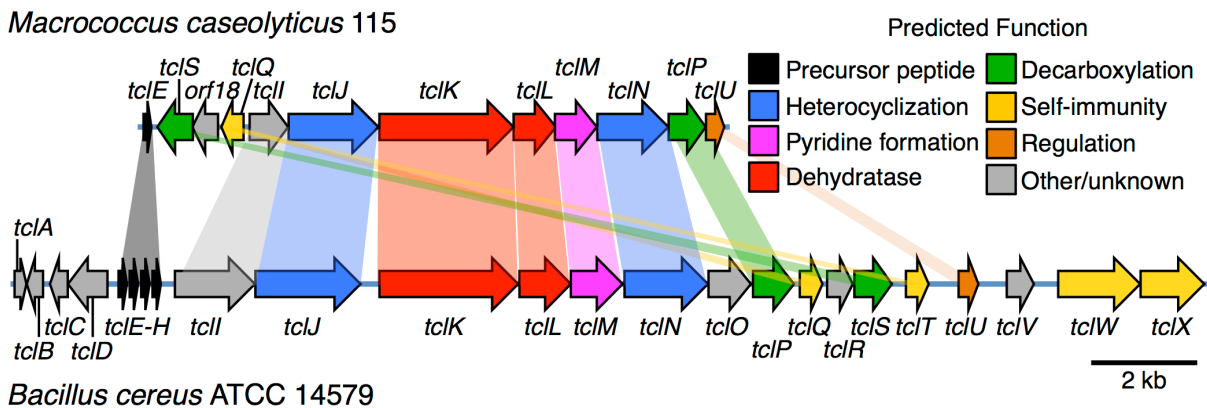 Macrococcus caseolyticus 115
Predicted Function
Precursor peptide
Heterocyclization
Pyridine formation
Dehydratase
Decarboxylation
Self-immunity
Regulation
Other/unknown
tclS tclQ tclM tclP
tclE orf18 tclI tclJ tclK tclL tclN tclU
tclA
tclC tclE-H tclI tclJ tclK tclL tclM tclN tclO tclQ tclS tclT tclU tclV tclW tclX
tclB tclD tclP tclR
2 kb
Bacillus cereus ATCC 14579